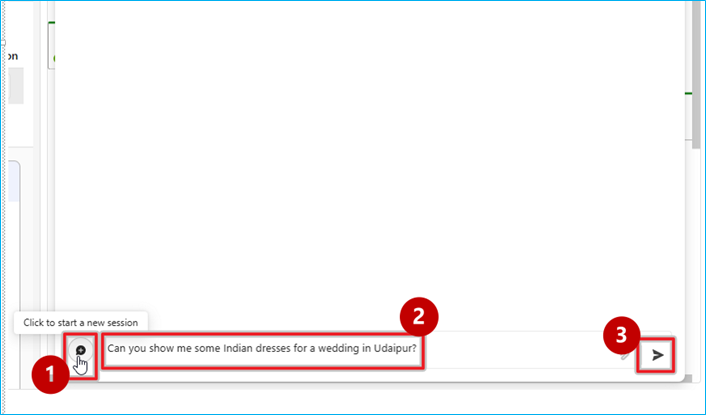 on
Click to start a new session
2
3
Can you show me some Indian dresses for a wedding in Udaipur?
1